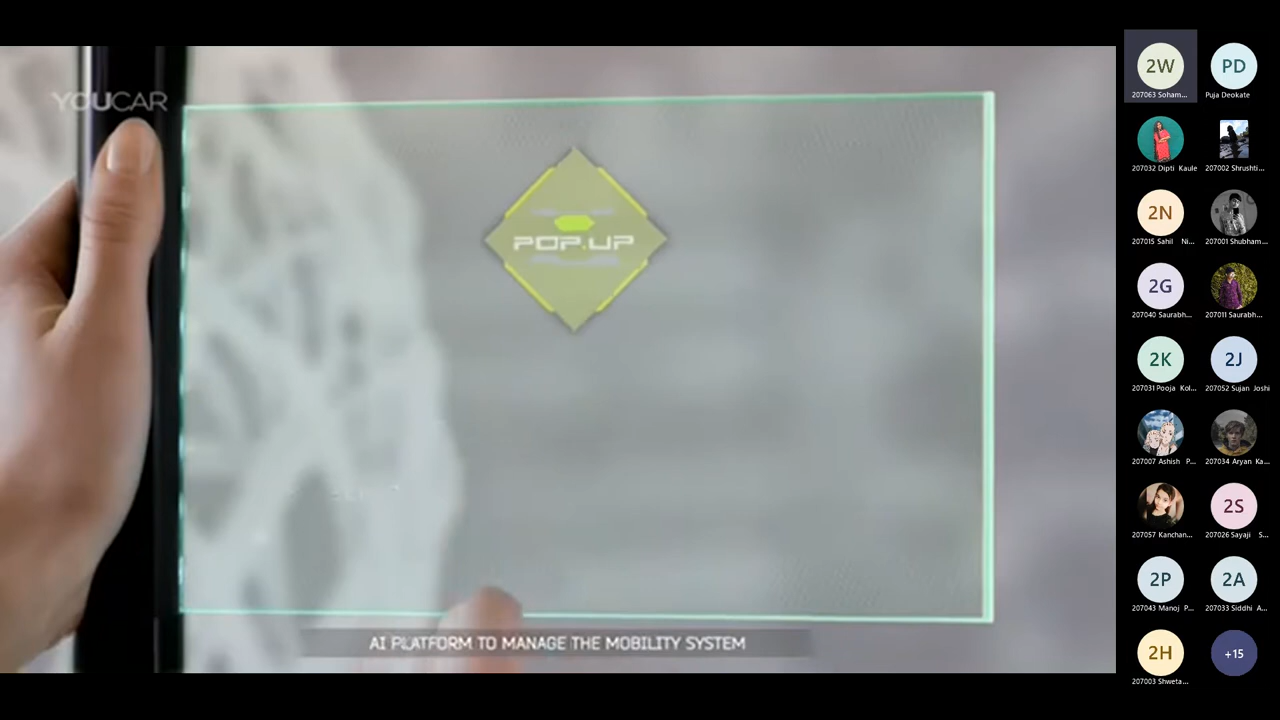 YOUCAR
POP.UP
AI PLATFORM TO MANAGE THE MOBILITY SYSTEM
2W
207063 Soham...
PD
Puja Deokate
207032 Dipti Kaule
207002 Shrushti...
2N
207015 Sahil Ni...
207001 Shubham...
2G
207040 Saurabh...
207011 Saurabh...
2K
207031 Pooja Kol...
2J
207052 Sujan Joshi
207007 Ashish P...
207034 Aryan Ka...
207057 Kanchan...
2S
207026 Sayaji S...
2P
207043 Manoj P...
2A
207033 Siddhi A...
2H
207003 Shweta...
+15